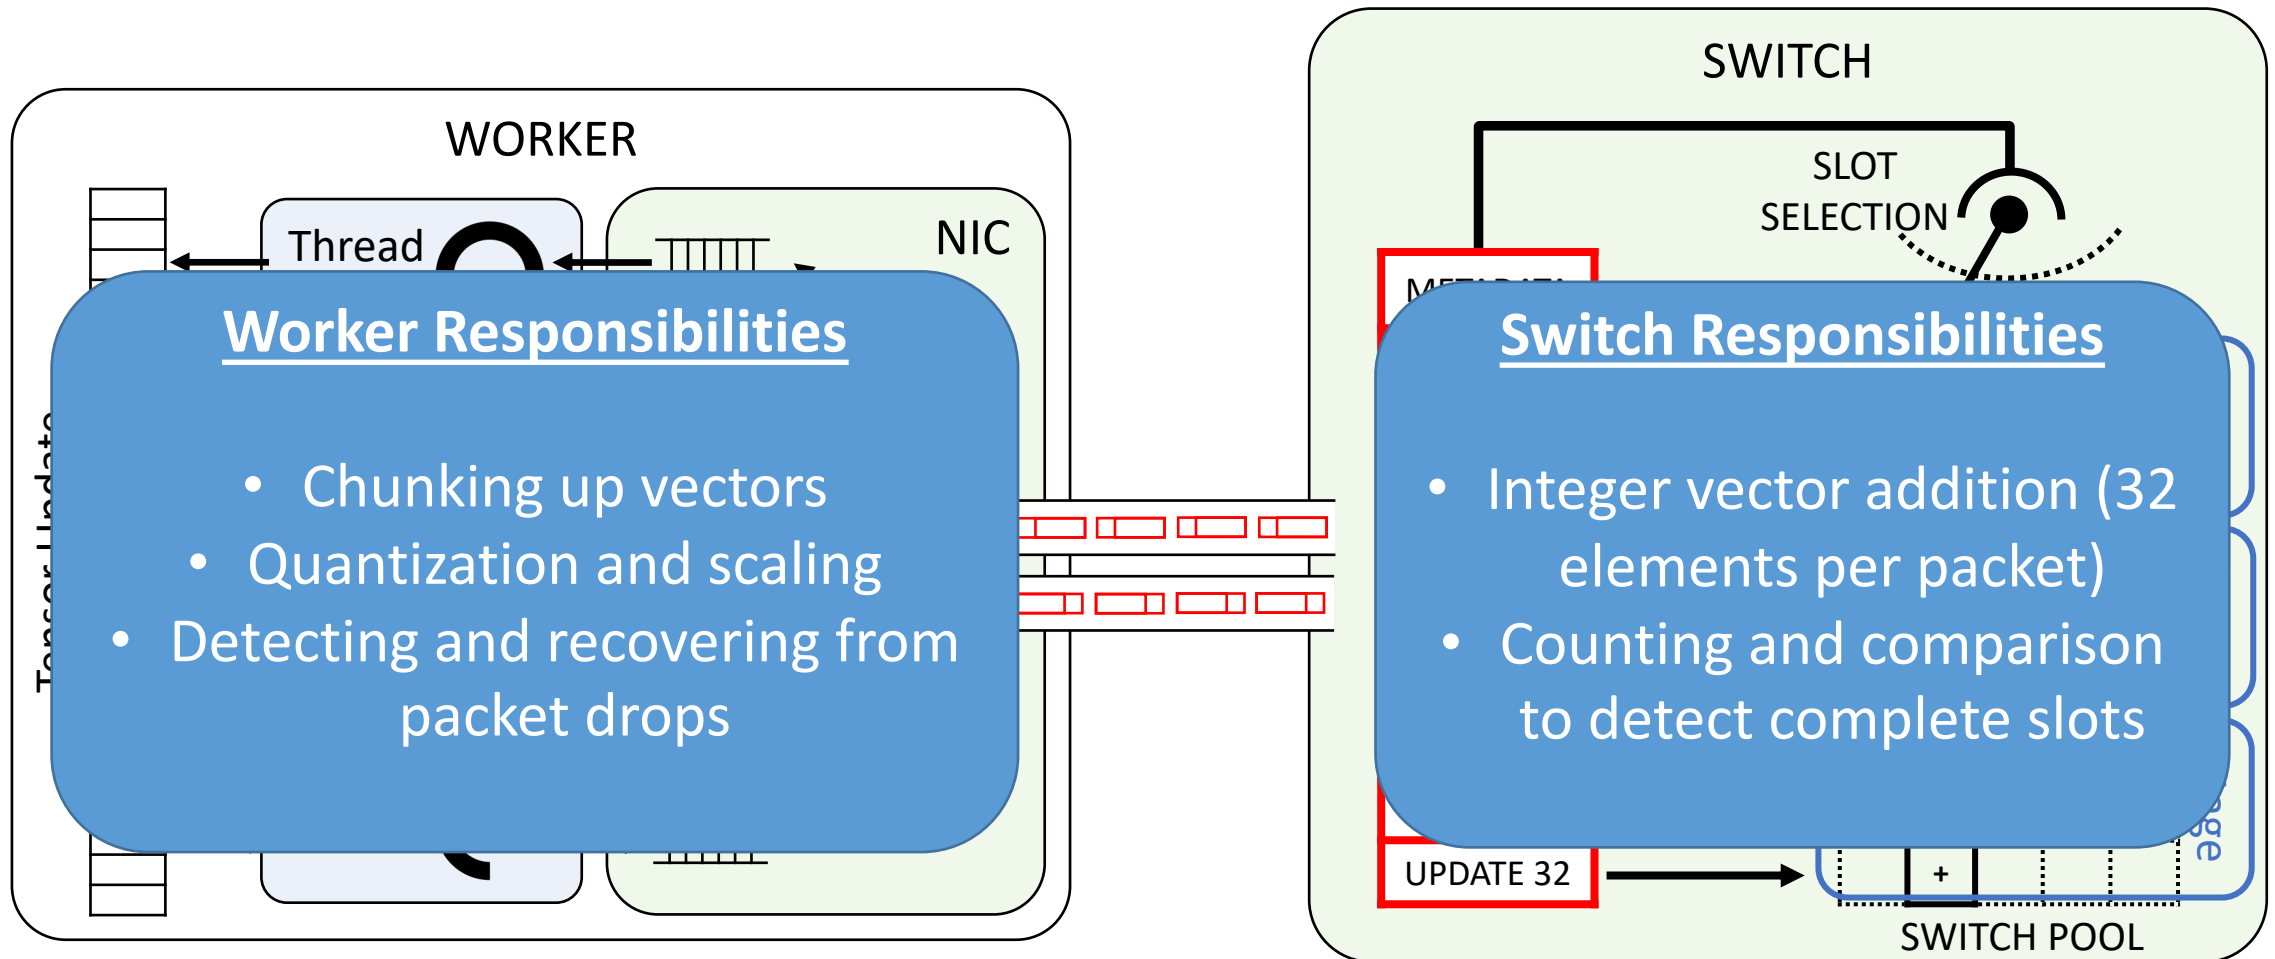 SWITCH
WORKER
SLOT
SELECTION
NIC
Thread
Worker Responsibilities
• Chunking up vectors
• Quantization and scaling
• Detecting and recovering from
packet drops
Switch Responsibilities
• Integer vector addition (32
elements per packet)
• Counting and comparison
to detect complete slots
UPDATE 32
+
SWITCH POOL